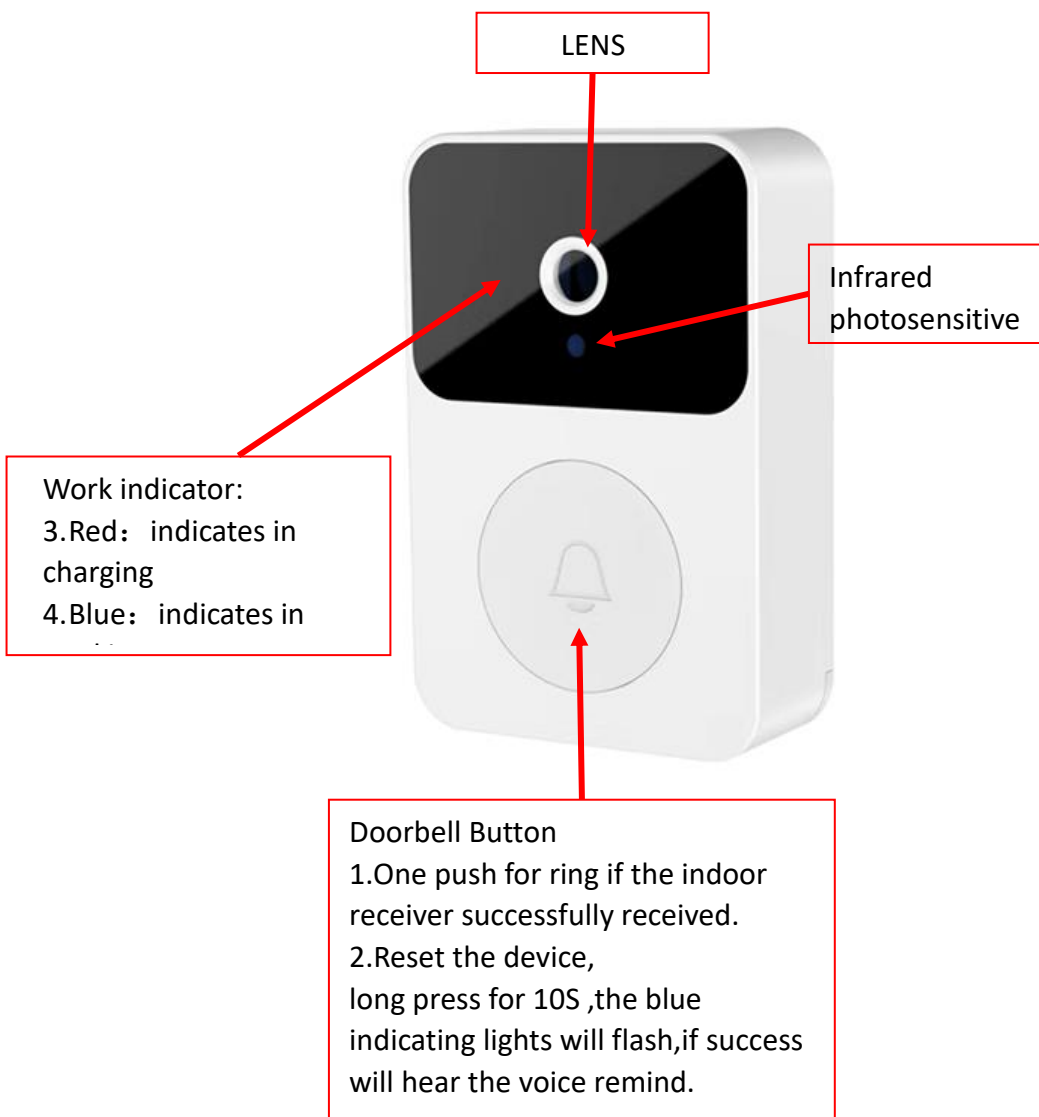 LENS
Infrared
photosensitive
Work indicator:
3.Red： indicates in
charging
4.Blue： indicates in
Doorbell Button
1.One push for ring if the indoor
receiver successfully received.
2.Reset the device,
long press for 10S ,the blue
indicating lights will flash,if success
will hear the voice remind.